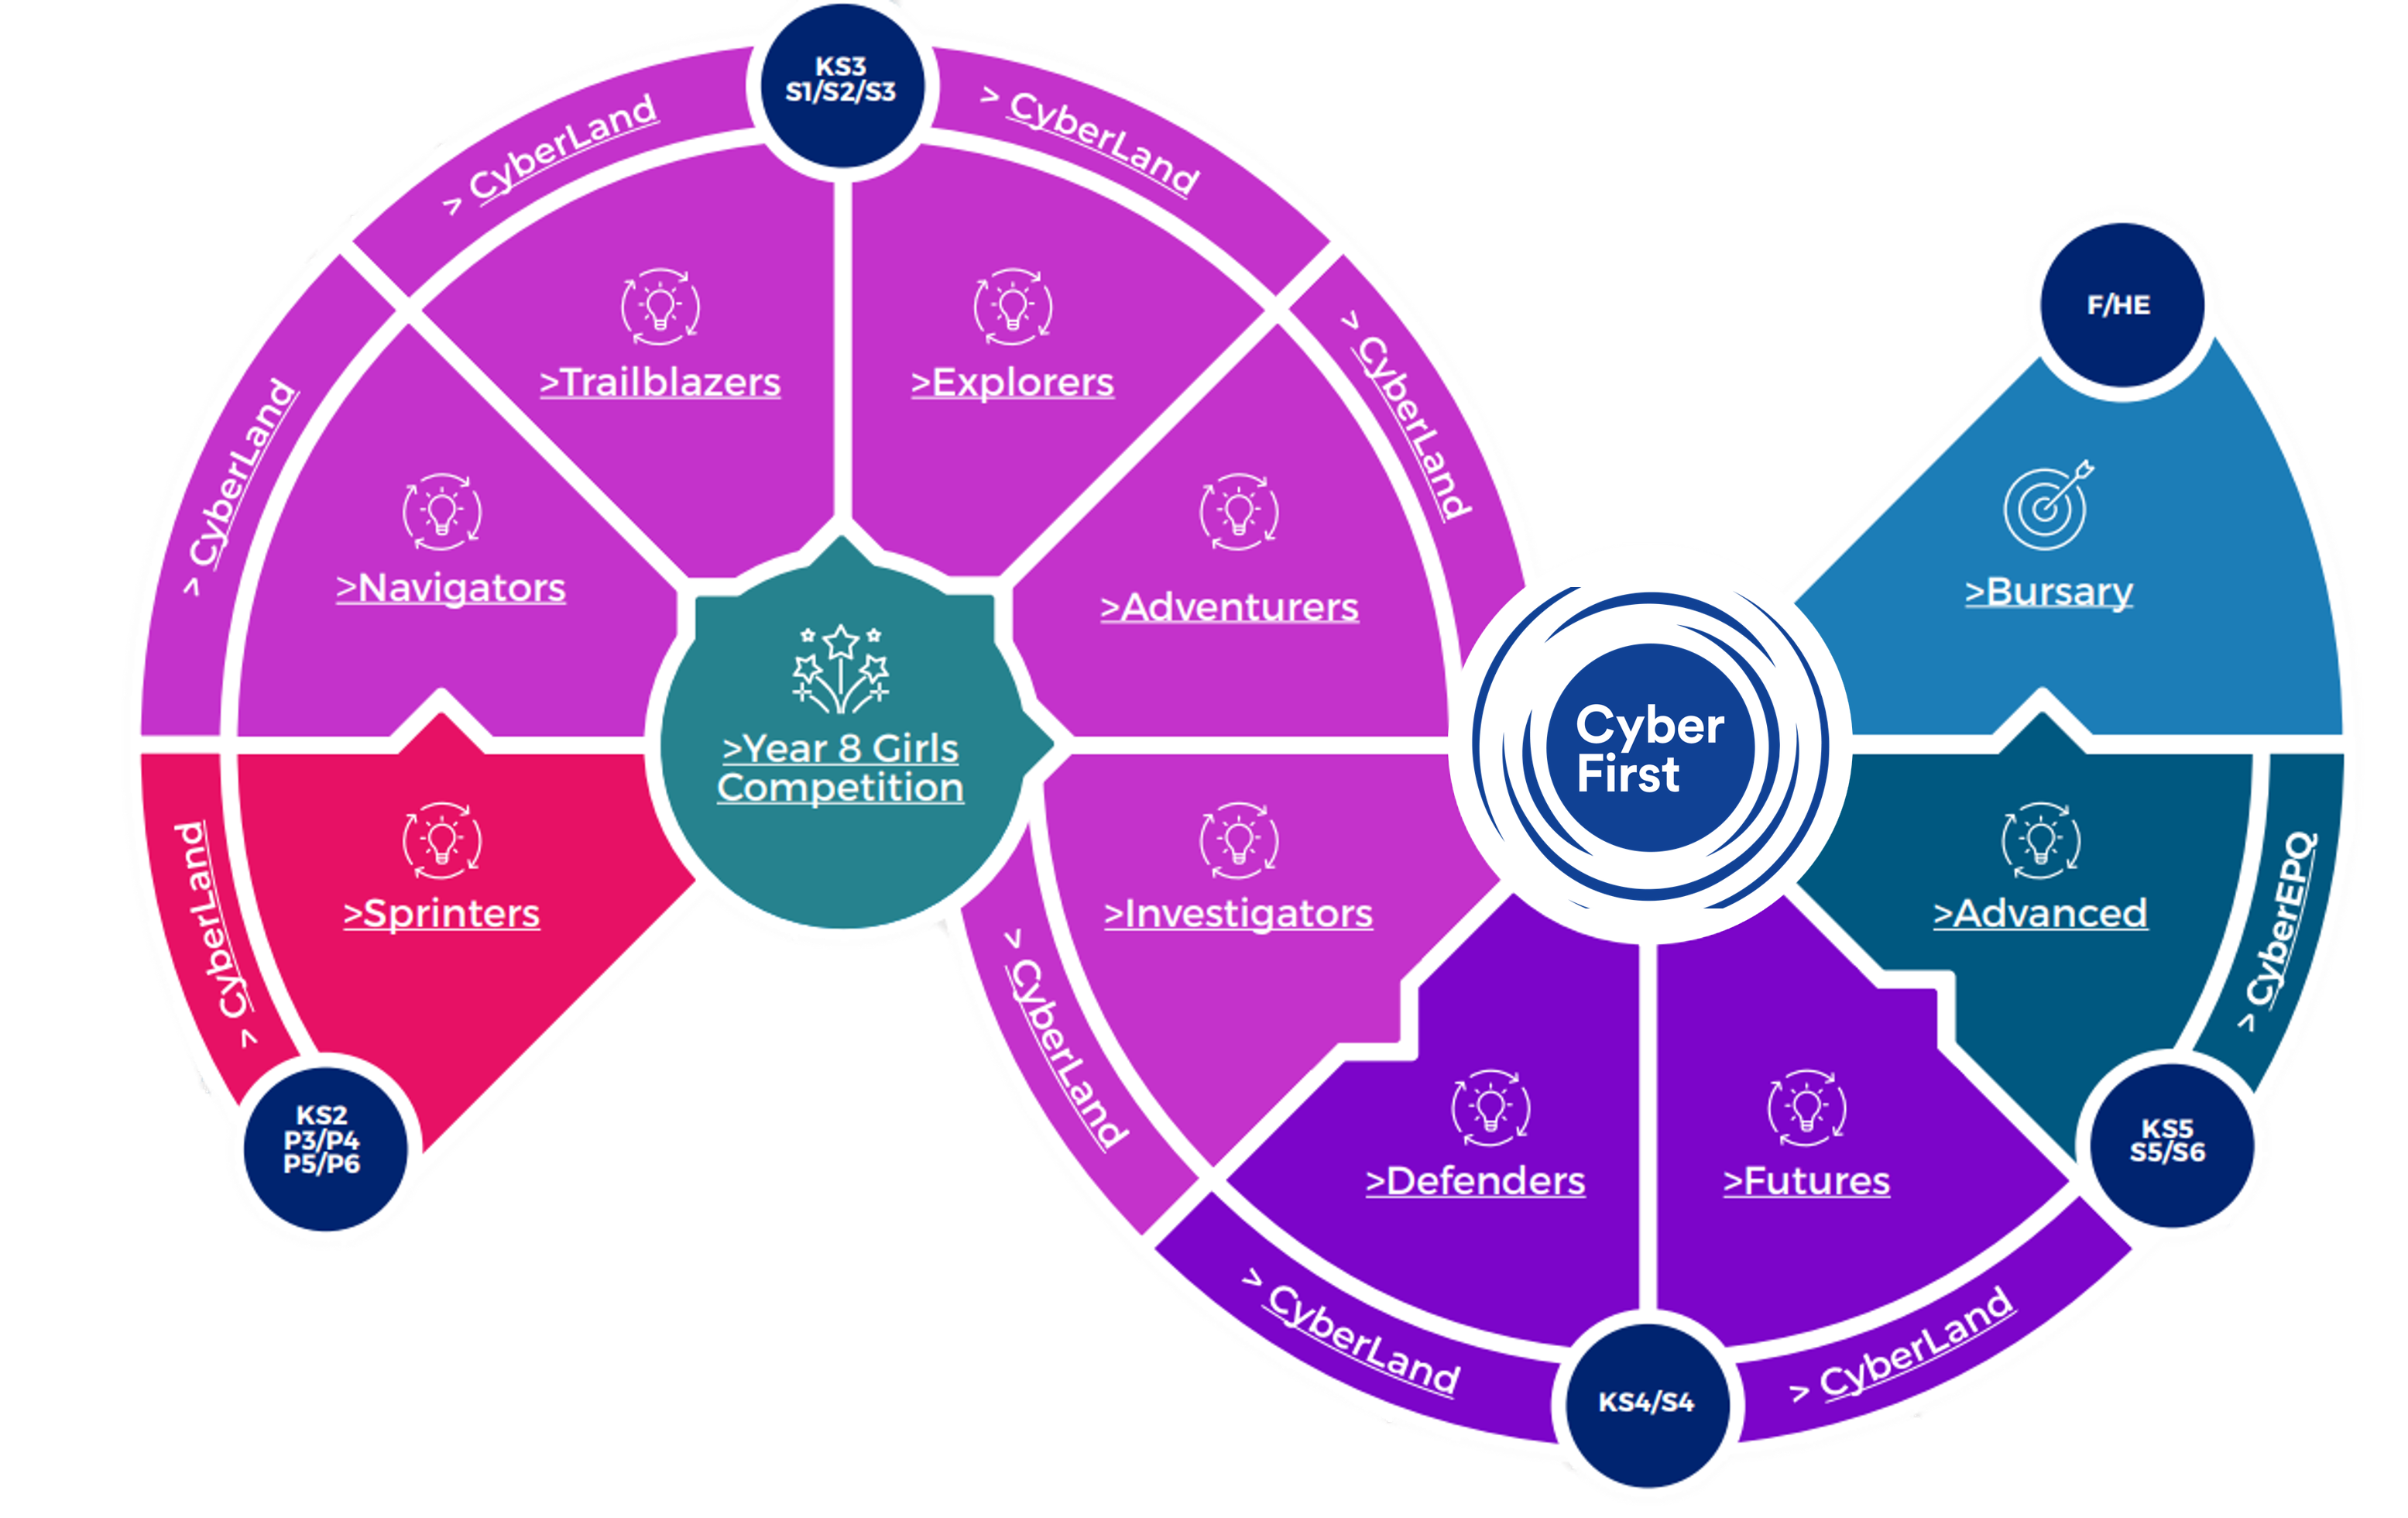 KS3
S1/S2/S3
> CyberLand
> CyberLand
> CyberLand
> CyberLand
> CyberLand
>Trailblazers
>Explorers
>Navigators
>Adventurers
>Sprinters
KS2
P3/P4
P5/P6
>Year 8 Girls
Competition
>Investigators
> CyberLand
Cyber
First
>Defenders
>Futures
> CyberLand
> CyberLand
KS4/S4
F/HE
>Bursary
>Advanced
> CyberEPQ
KS5
S5/S6